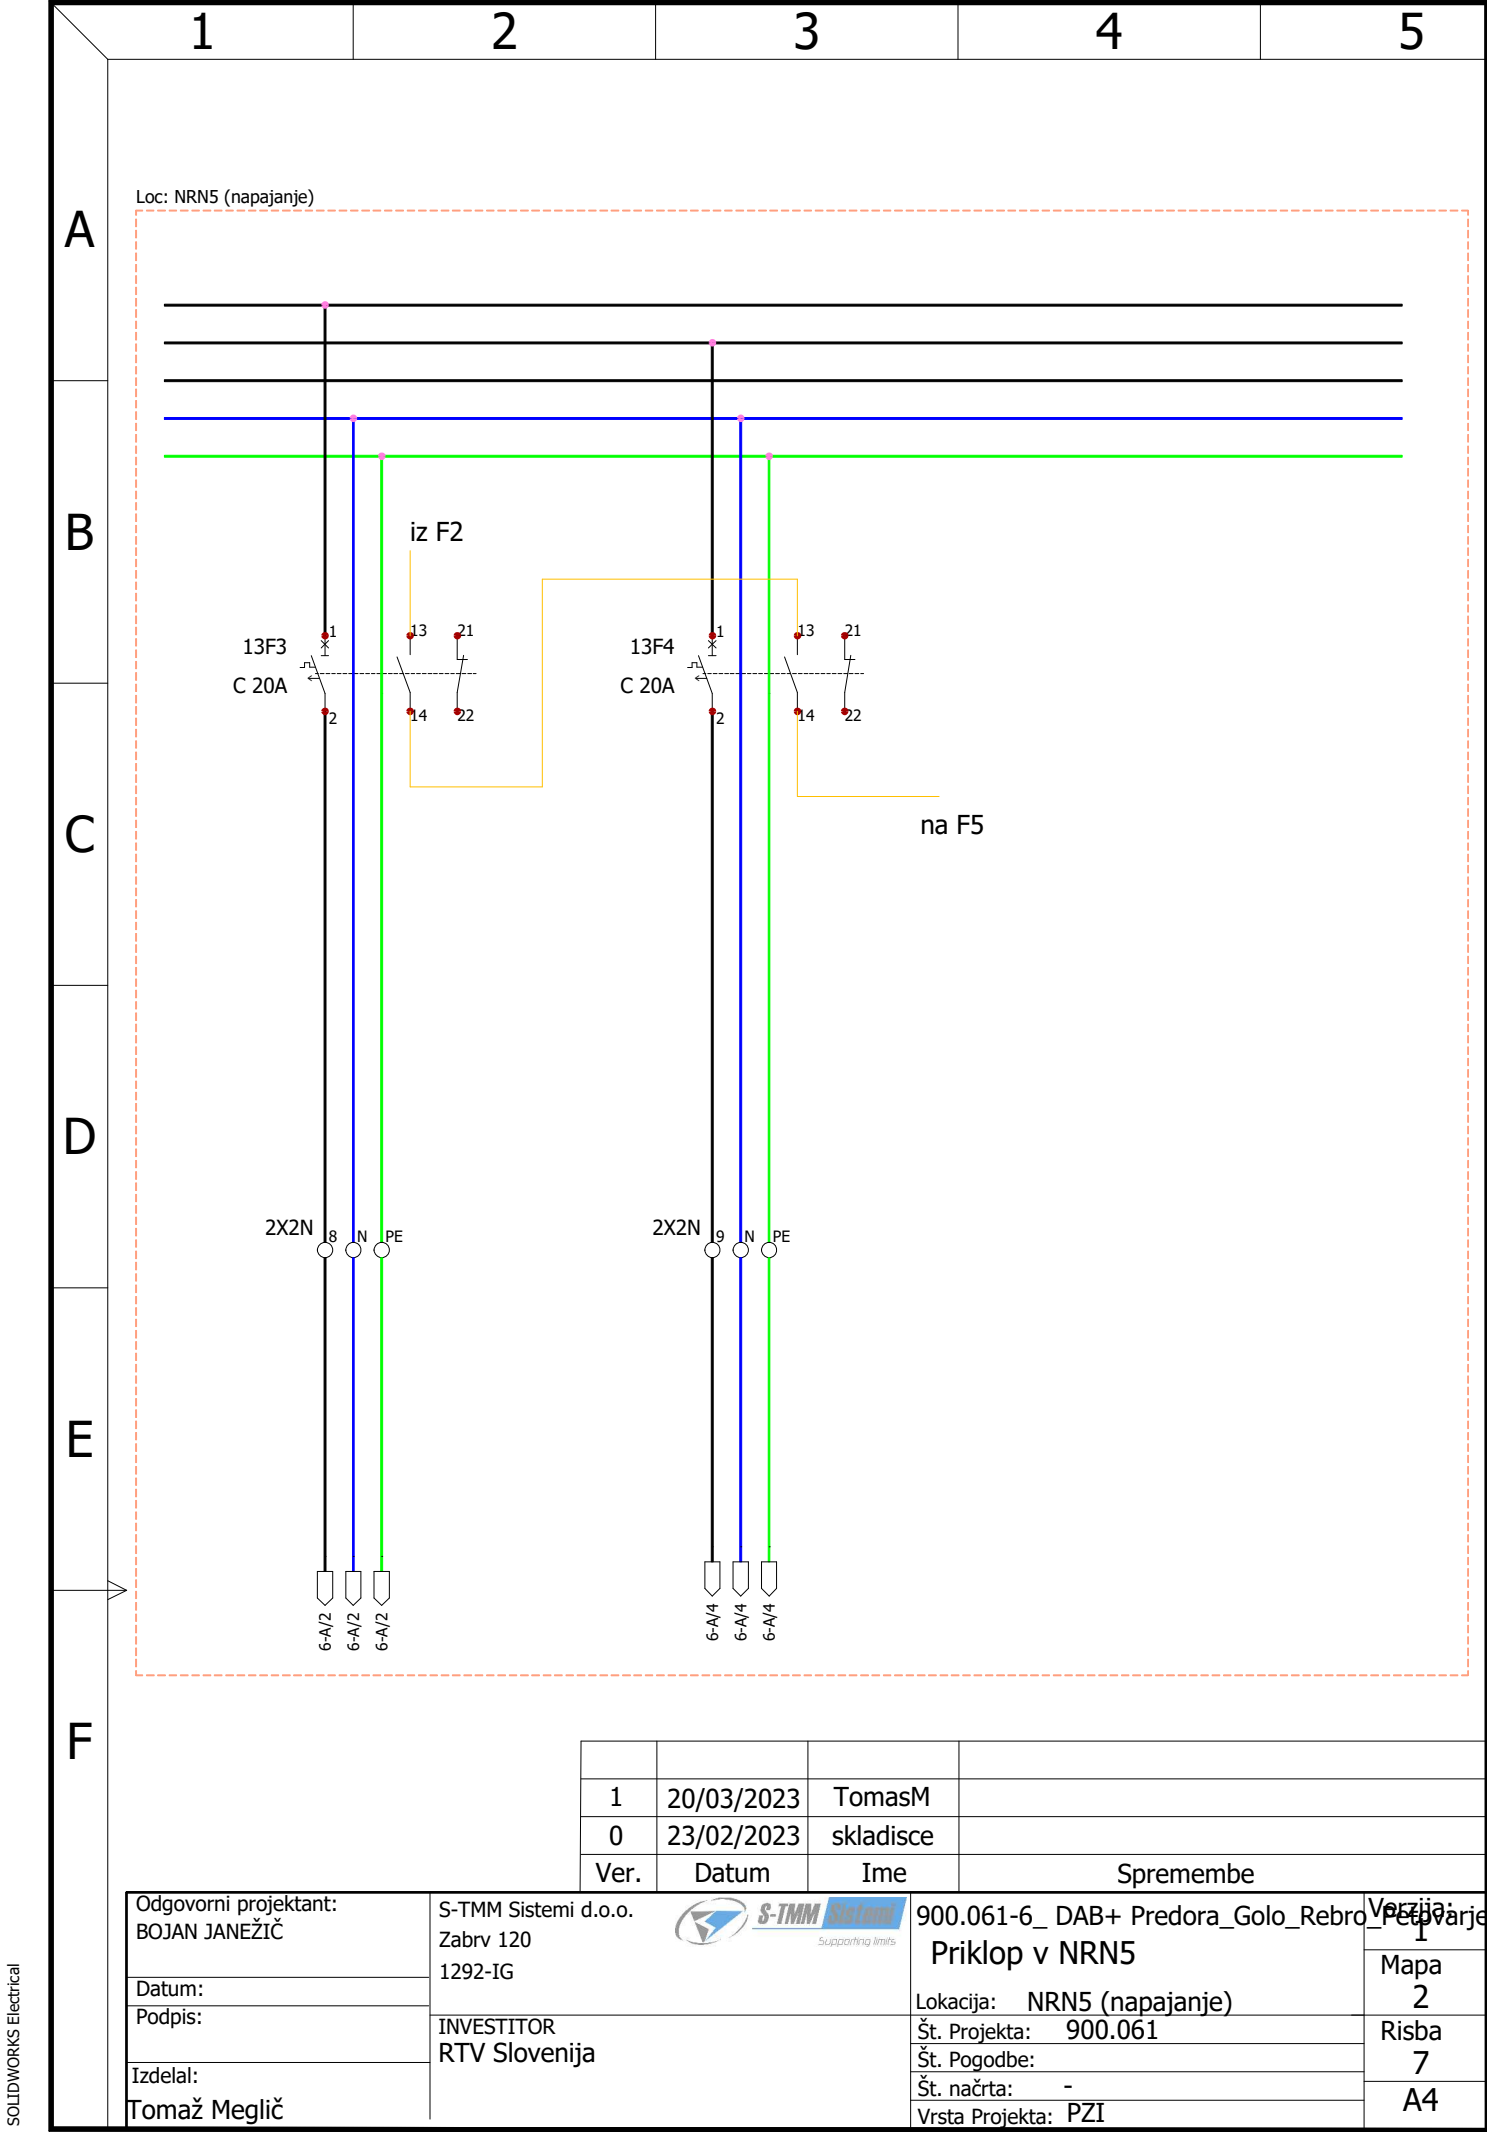 1 2 3 4 5
Loc: NRN5 (napajanje)
A
B
C
D
E
F
iz F2
13F3
C 20A
1
2
13
14
21
22
13F4
C 20A
1
2
13
14
21
22
na F5
2X2N 8 N PE
2X2N 9 N PE
6-A/2 6-A/2 6-A/2
6-A/4 6-A/4 6-A/4
1 20/03/2023 TomasM
0 23/02/2023 skladisce
Ver. Datum Ime Spremembe
Odgovorni projektant:
BOJAN JANEŽIČ
Datum:
Podpis:
Izdelal:
Tomaž Meglič
S-TMM Sistemi d.o.o.
Zabrv 120
1292-IG
S-TMM Sistemi
Supporting limits
INVESTITOR
RTV Slovenija
900.061-6_ DAB+ Predora_Golo_Rebro_Petovarje
Priklop v NRN5
Lokacija: NRN5 (napajanje)
Št. Projekta: 900.061
Št. Pogodbe:
Št. načrta: -
Vrsta Projekta: PZI
Verzija:
1
Mapa
2
Risba
7
A4
SOLIDWORKS Electrical